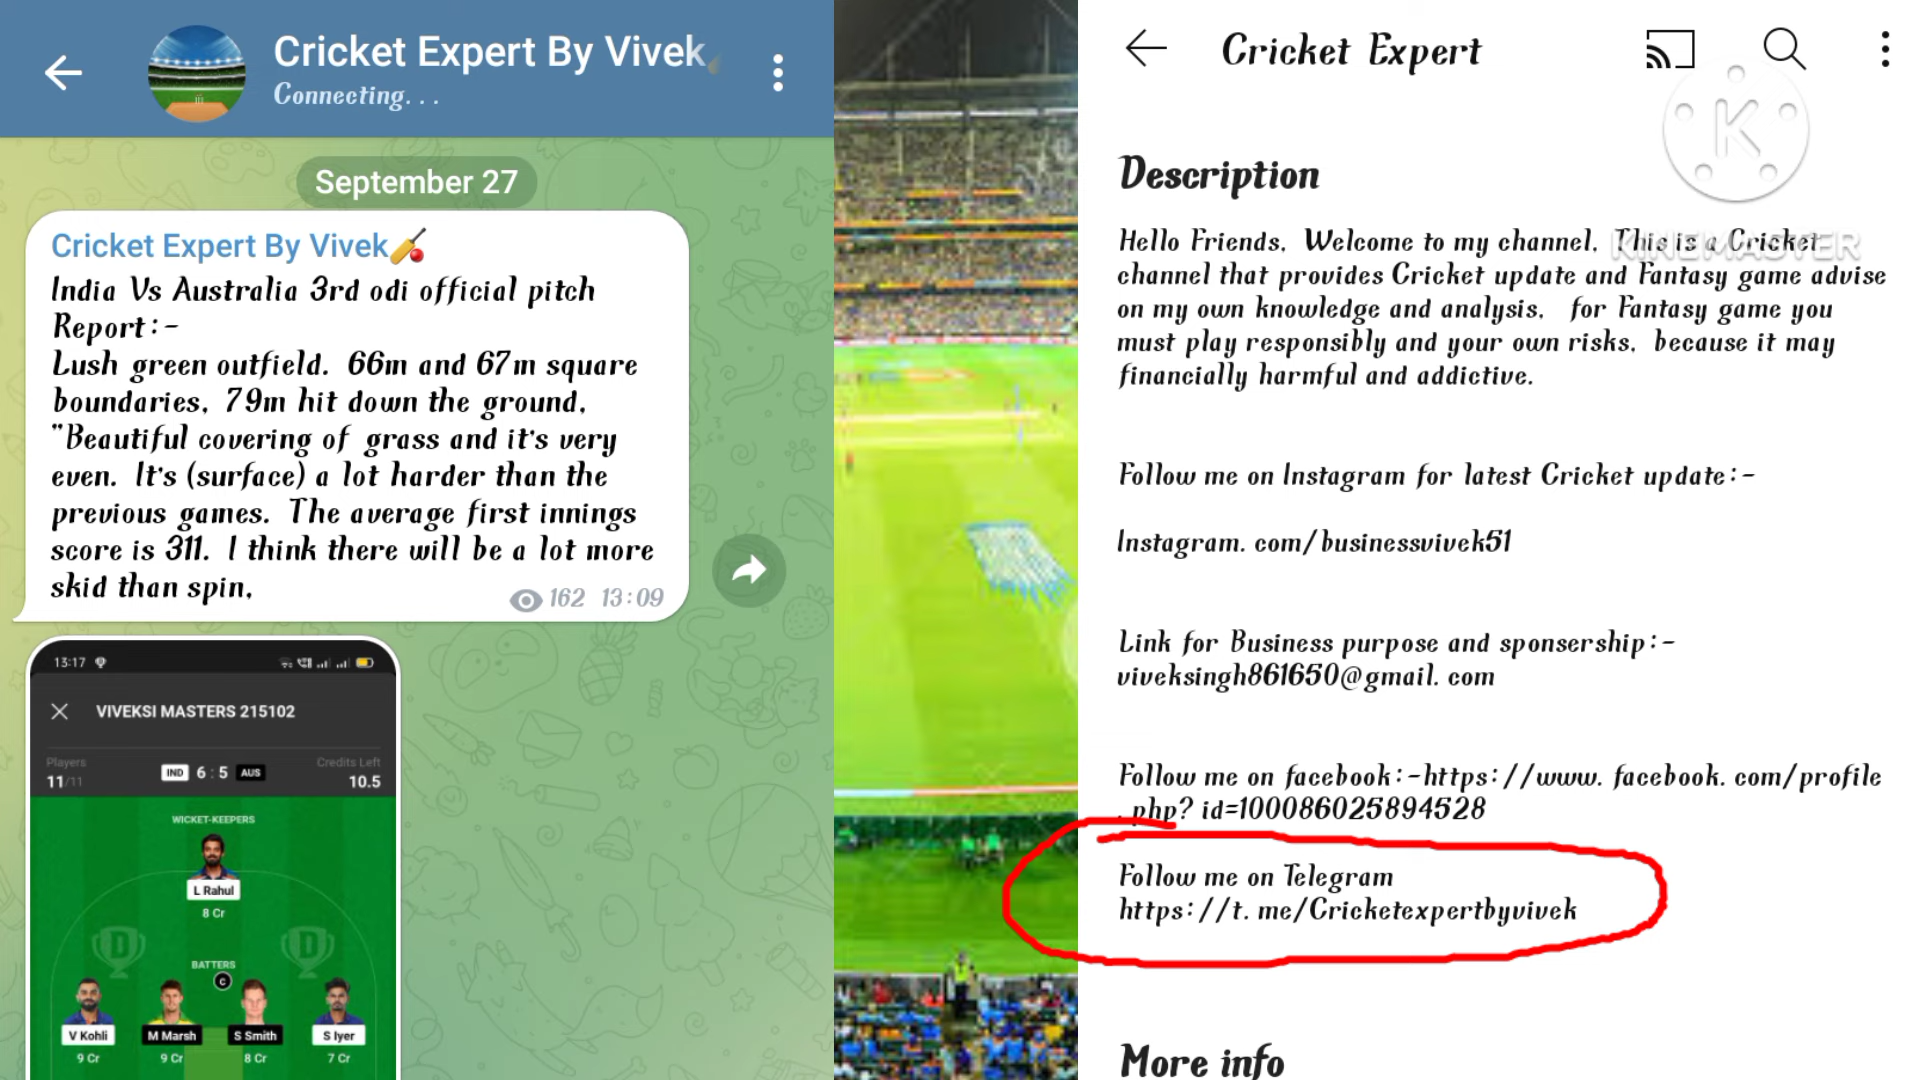 Cricket Expert By Vivek
Connecting...
September 27
Cricket Expert By Vivek🏏
India Vs Australia 3rd odi official pitch
Report:-
Lush green outfield. 66m and 67m square
boundaries, 79m hit down the ground,
"Beautiful covering of grass and it's very
even. It's (surface) a lot harder than the
previous games. The average first innings
score is 311. I think there will be a lot more
skid than spin,
162 13:09
13:17
VIVEKSI MASTERS 215102
Players
Credits Left
11/11
IND 6 : 5 AUS
10.5
WICKET-KEEPERS
L Rahul
8 Cr
BATTERS
C
V Kohli
M Marsh
S Smith
S Iyer
9 Cr
9 Cr
8 Cr
7 Cr
Cricket Expert
K
KINEMASTER
Description
Hello Friends, Welcome to my channel, This is a Cricket
channel that provides Cricket update and Fantasy game advise
on my own knowledge and analysis, for Fantasy game you
must play responsibly and your own risks, because it may
financially harmful and addictive.
Follow me on Instagram for latest Cricket update:-
Instagram.com/businessvivek51
Link for Business purpose and sponsership:-
viveksingh861650@gmail.com
Follow me on facebook:-https://www.facebook.com/profile
.php?id=100086025894528
Follow me on Telegram
https://t.me/Cricketexpertbyvivek
More info